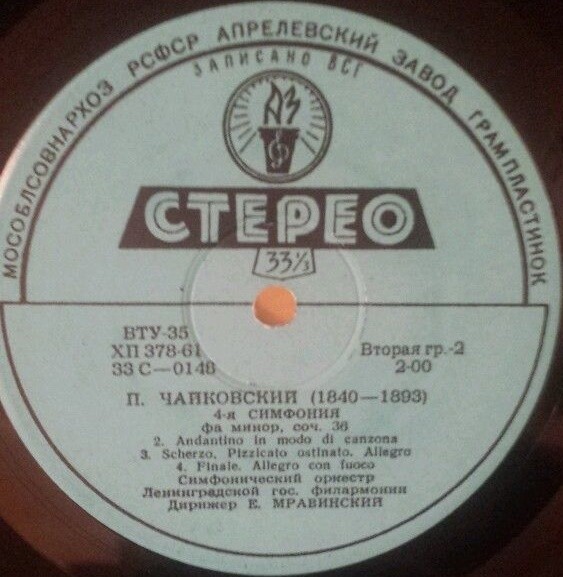 МОСОБЛСОВНАРХОЗ РСФСР АПРЕЛЕВСКИЙ ЗАВОД ГРАМПЛАСТИНОК
ЗАПИСАНО ВСГ
АЗ
СТЕРЕО
33⅓
ВТУ-35
ХП 378-61
33 С—0148
Вторая гр.-2
2-00
П. ЧАЙКОВСКИЙ (1840—1893)
4-я СИМФОНИЯ
фа минор, соч. 36
2. Andantino in modo di canzona
3. Scherzo. Pizzicato ostinato. Allegro
4. Finale. Allegro con fuoco
Симфонический оркестр
Ленинградской гос. филармонии
Дирижер Е. МРАВИНСКИЙ